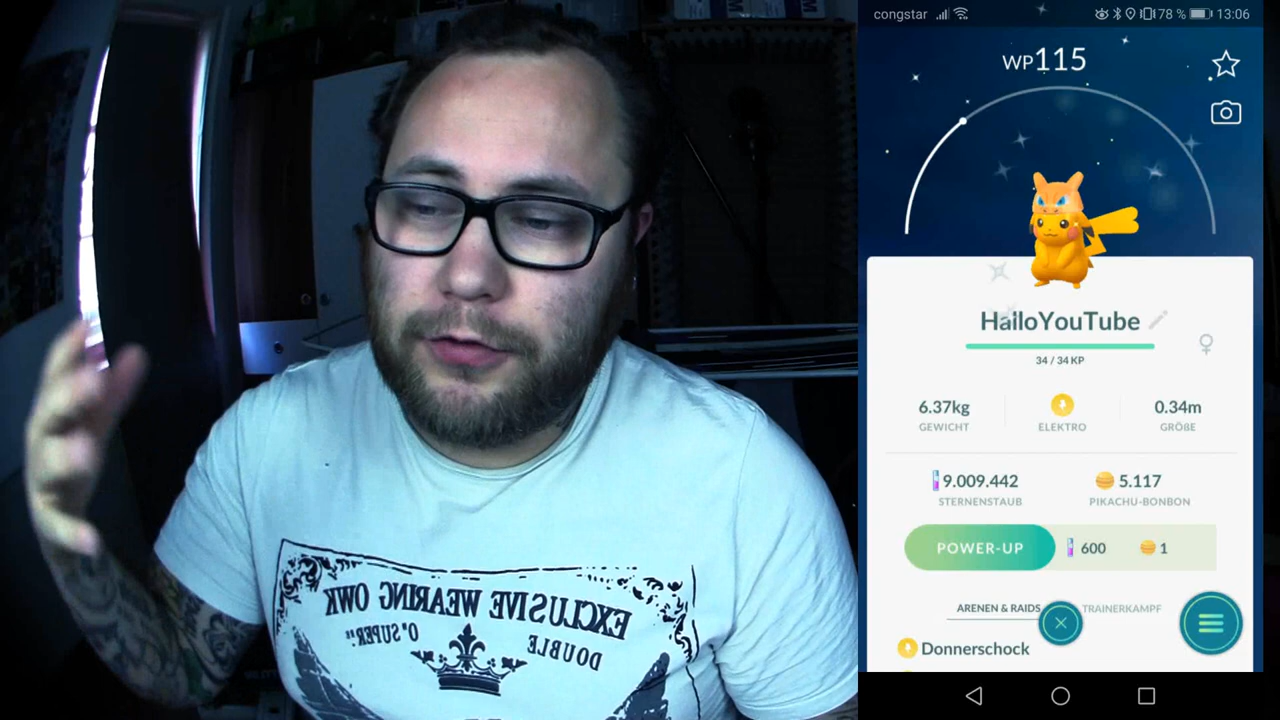 congstar
78 %
13:06
WP115
HalloYouTube
34 / 34 KP
6.37kg
GEWICHT
ELEKTRO
0.34m
GRÖßE
9.009.442
STERNENSTAUB
5.117
PIKACHU-BONBON
POWER-UP
600
1
ARENEN & RAIDS
TRAINERKAMPF
Donnerschock
EXCLUSIVE WEARING OWK
DOUBLE
O"SUPER"